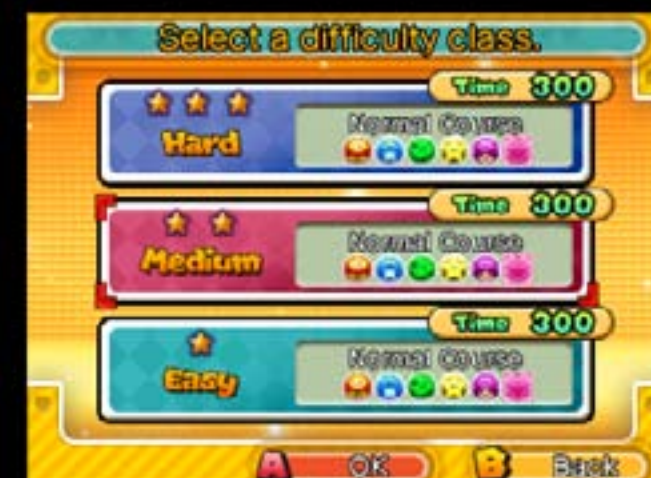 Select a difficulty class.
Time 300
Hard
Normal Course
Time 300
Medium
Normal Course
Time 300
Easy
Normal Course
A OK B Back